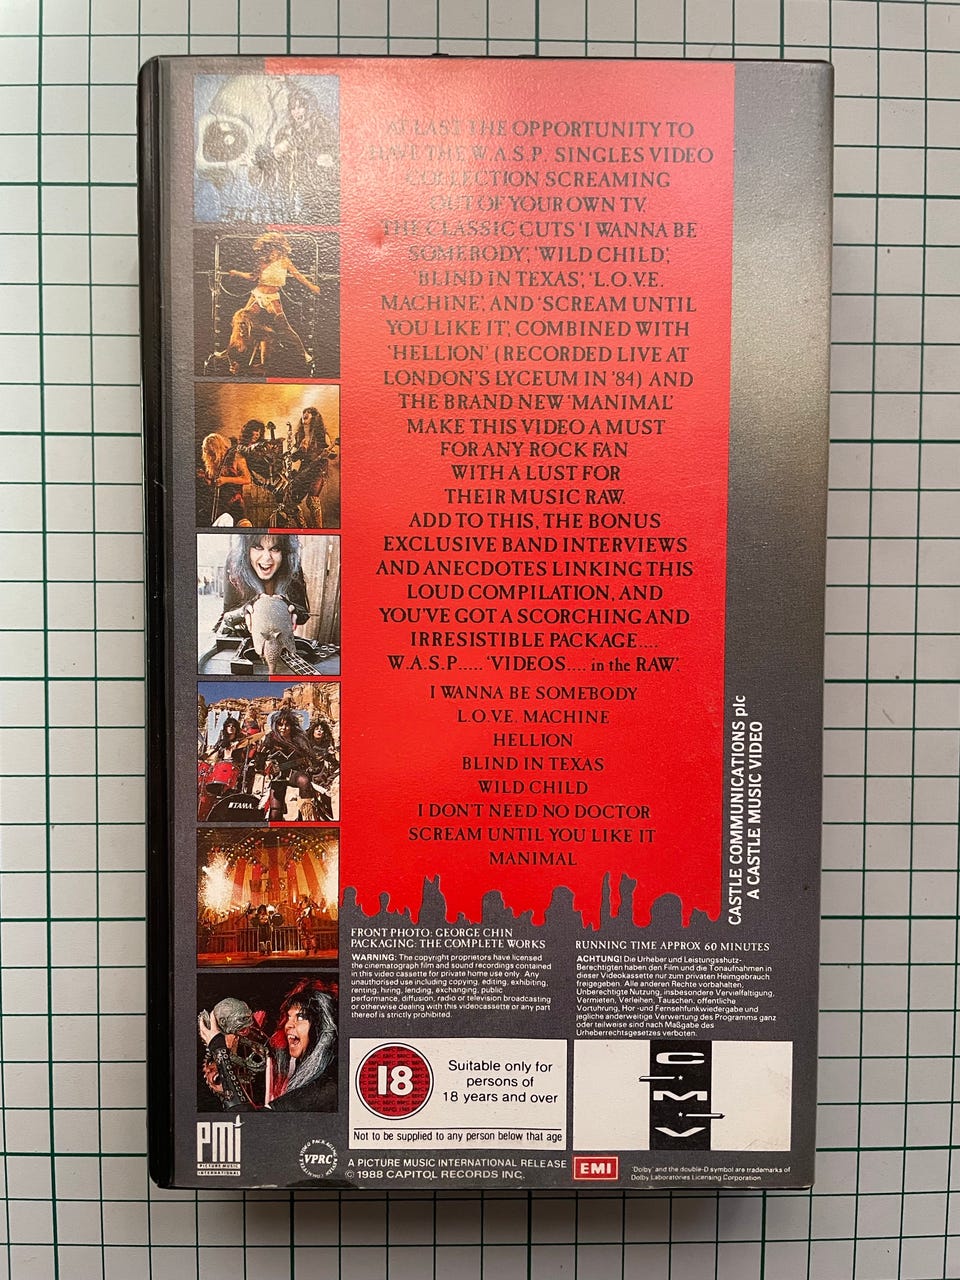 AT LAST THE OPPORTUNITY TO
HAVE THE W.A.S.P. SINGLES VIDEO
COLLECTION SCREAMING
OUT OF YOUR OWN TV.
THE CLASSIC CUTS 'I WANNA BE
SOMEBODY', 'WILD CHILD',
'BLIND IN TEXAS', 'L.O.V.E.
MACHINE', AND 'SCREAM UNTIL
YOU LIKE IT', COMBINED WITH
'HELLION' (RECORDED LIVE AT
LONDON'S LYCEUM IN '84) AND
THE BRAND NEW 'MANIMAL'
MAKE THIS VIDEO A MUST
FOR ANY ROCK FAN
WITH A LUST FOR
THEIR MUSIC RAW.
ADD TO THIS, THE BONUS
EXCLUSIVE BAND INTERVIEWS
AND ANECDOTES LINKING THIS
LOUD COMPILATION, AND
YOU'VE GOT A SCORCHING AND
IRRESISTIBLE PACKAGE....
W.A.S.P..... 'VIDEOS.... in the RAW'.
I WANNA BE SOMEBODY
L.O.V.E. MACHINE
HELLION
BLIND IN TEXAS
WILD CHILD
I DON'T NEED NO DOCTOR
SCREAM UNTIL YOU LIKE IT
MANIMAL
CASTLE COMMUNICATIONS plc
A CASTLE MUSIC VIDEO
TAMA
FRONT PHOTO: GEORGE CHIN
PACKAGING: THE COMPLETE WORKS
WARNING: The copyright proprietors have licensed
the cinematograph film and sound recordings contained
in this video cassette for private home use only. Any
unauthorised use including copying, editing, exhibiting,
renting, hiring, lending, exchanging, public
performance, diffusion, radio or television broadcasting
or otherwise dealing with this videocassette or any part
thereof is strictly prohibited.
RUNNING TIME APPROX 60 MINUTES
ACHTUNG! Die Urheber und Leistungsschutz-
Berechtigten haben den Film und die Tonaufnahmen in
dieser Videokassette nur zum privaten Heimgebrauch
freigegeben. Alle anderen Rechte vorbehalten;
Unberechtigte Nutzung, insbesondere Vervielfaltigung,
Vermieten, Verleihen, Tauschen, offentliche
Vorfuhrung, Hor-und Fernsehfunkwiedergabe und
jegliche anderweitige Verwertung des Programms ganz
oder teilweise sind nach Maßgabe des
Urheberrechtsgesetzes verboten.
18
Suitable only for
persons of
18 years and over
Not to be supplied to any person below that age
CMV
PMi
PICTURE MUSIC
INTERNATIONAL
VPRC
A PICTURE MUSIC INTERNATIONAL RELEASE
© 1988 CAPITOL RECORDS INC.
EMI
'Dolby' and the double-D symbol are trademarks of
Dolby Laboratories Licensing Corporation